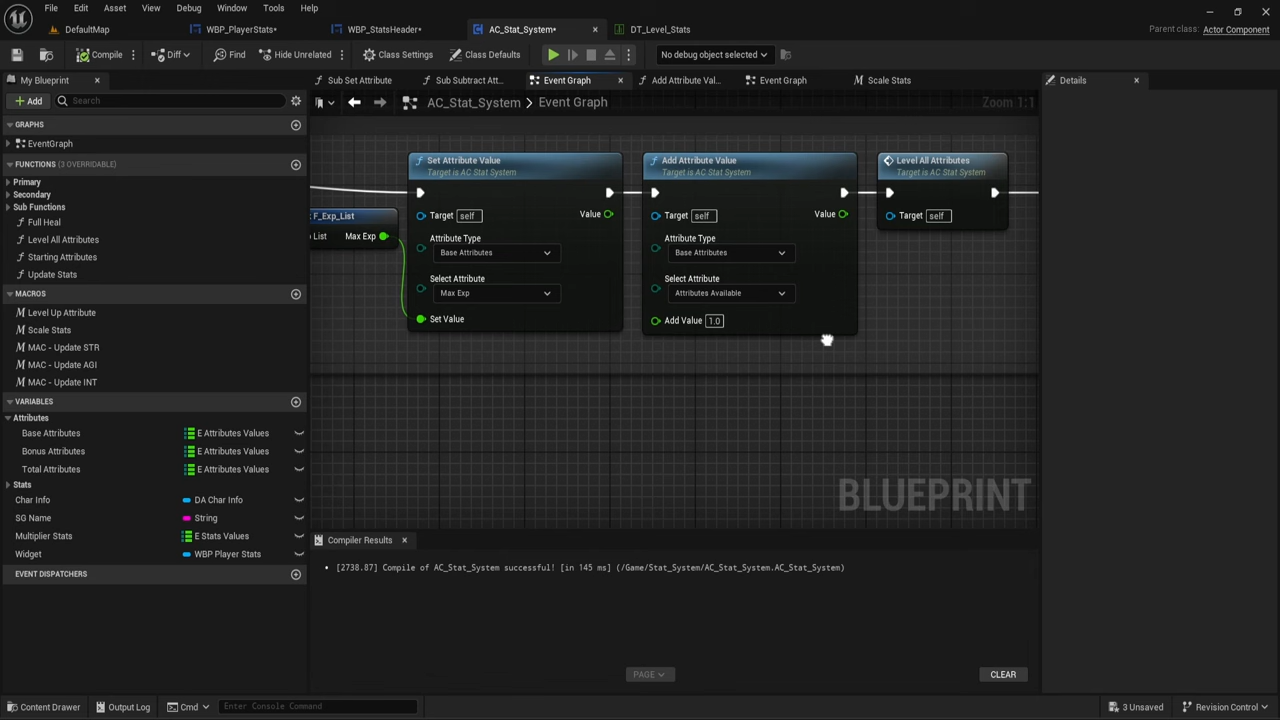 File Edit Asset View Debug Window Tools Help
DefaultMap WBP_PlayerStats* WBP_StatsHeader* AC_Stat_System* DT_Level_Stats Parent class: Actor Component
Compile Diff Find Hide Unrelated Class Settings Class Defaults No debug object selected
My Blueprint Sub Set Attribute Sub Subtract Att... Event Graph Add Attribute Val... Event Graph Scale Stats Details
Add Search AC_Stat_System > Event Graph Zoom 1:1
GRAPHS
EventGraph
FUNCTIONS (3 OVERRIDABLE)
Primary
Secondary
Sub Functions
Full Heal
Level All Attributes
Starting Attributes
Update Stats
MACROS
Level Up Attribute
Scale Stats
MAC - Update STR
MAC - Update AGI
MAC - Update INT
VARIABLES
Attributes
Base Attributes E Attributes Values
Bonus Attributes E Attributes Values
Total Attributes E Attributes Values
Stats
Char Info DA Char Info
SG Name String
Multiplier Stats E Stats Values
Widget WBP Player Stats
EVENT DISPATCHERS
F_Exp_List
p List Max Exp
Set Attribute Value
Target is AC Stat System
Target self Value
Attribute Type
Base Attributes
Select Attribute
Max Exp
Set Value
Add Attribute Value
Target is AC Stat System
Target self Value
Attribute Type
Base Attributes
Select Attribute
Attributes Available
Add Value 1.0
Level All Attributes
Target is AC Stat System
Target self
BLUEPRINT
Compiler Results
[2738.87] Compile of AC_Stat_System successful! [in 145 ms] (/Game/Stat_System/AC_Stat_System.AC_Stat_System)
PAGE CLEAR
Content Drawer Output Log Cmd Enter Console Command 3 Unsaved Revision Control